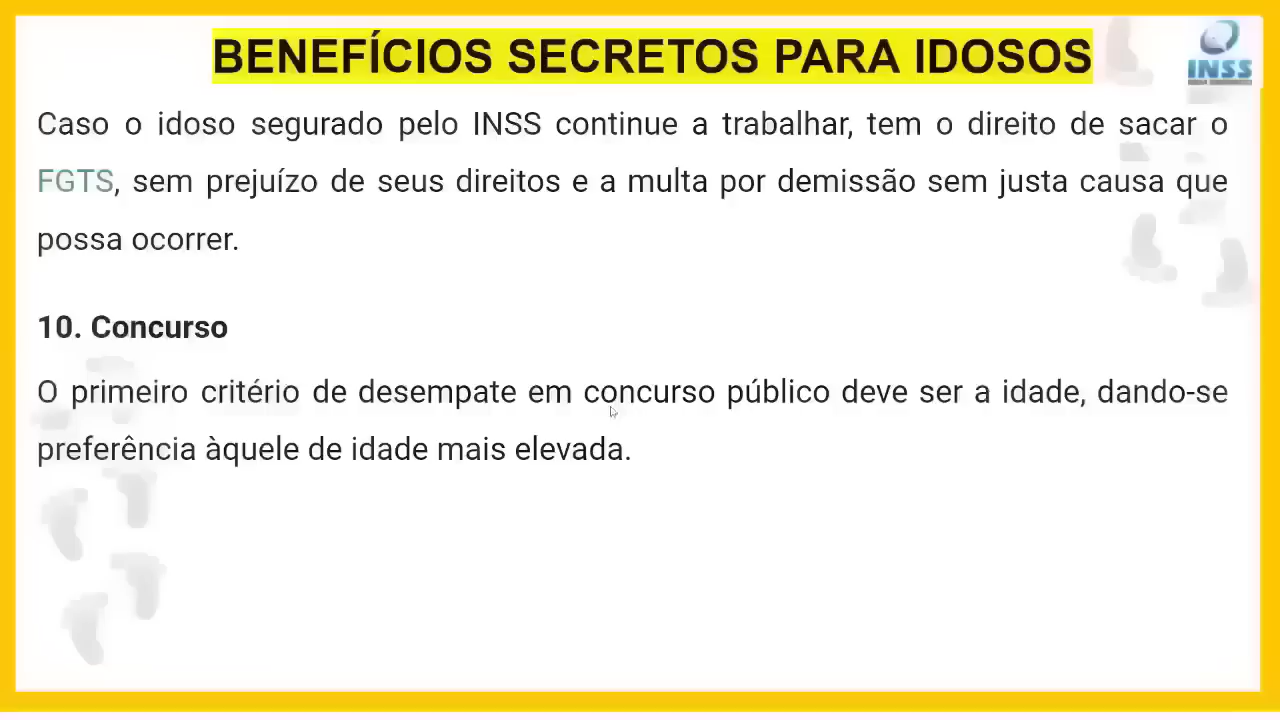 BENEFÍCIOS SECRETOS PARA IDOSOS
INSS
Caso o idoso segurado pelo INSS continue a trabalhar, tem o direito de sacar o
FGTS, sem prejuízo de seus direitos e a multa por demissão sem justa causa que
possa ocorrer.
10. Concurso
O primeiro critério de desempate em concurso público deve ser a idade, dando-se
preferência àquele de idade mais elevada.